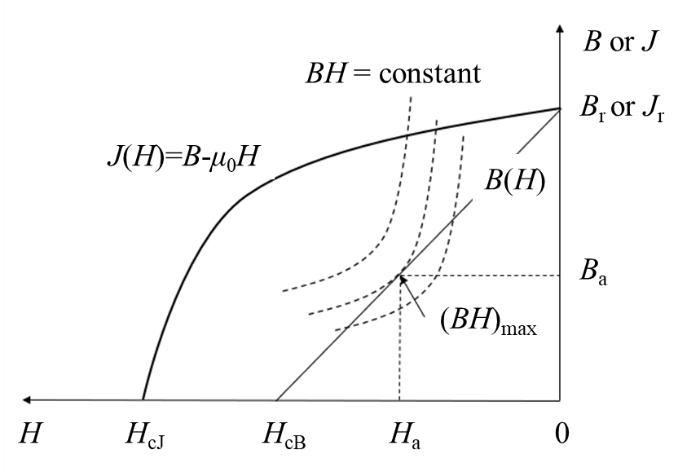 B or J
BH = constant
Bᵣ or Jᵣ
J(H)=B-μ₀H
B(H)
Bₐ
(BH)max
H HcJ HcB Hₐ 0